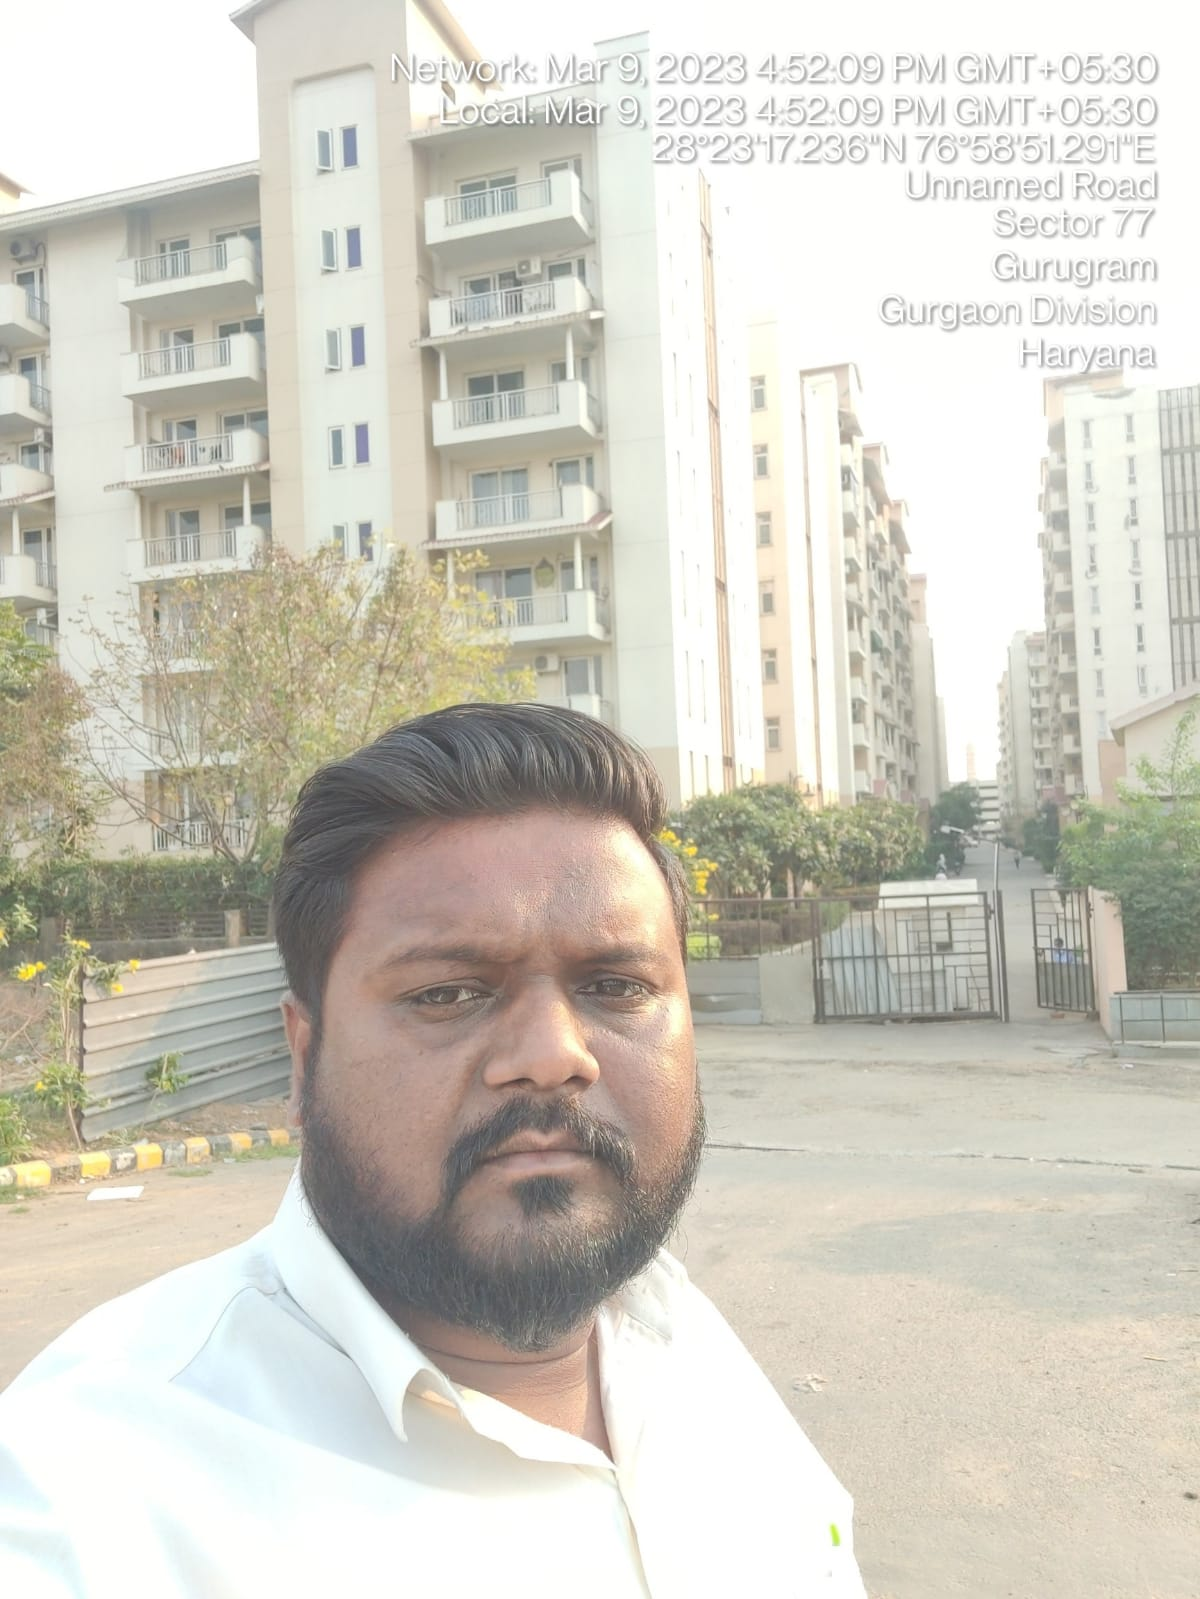 Network: Mar 9, 2023 4:52:09 PM GMT+05:30
Local: Mar 9, 2023 4:52:09 PM GMT+05:30
28°23'17.236"N 76°58'51.291"E
Unnamed Road
Sector 77
Gurugram
Gurgaon Division
Haryana